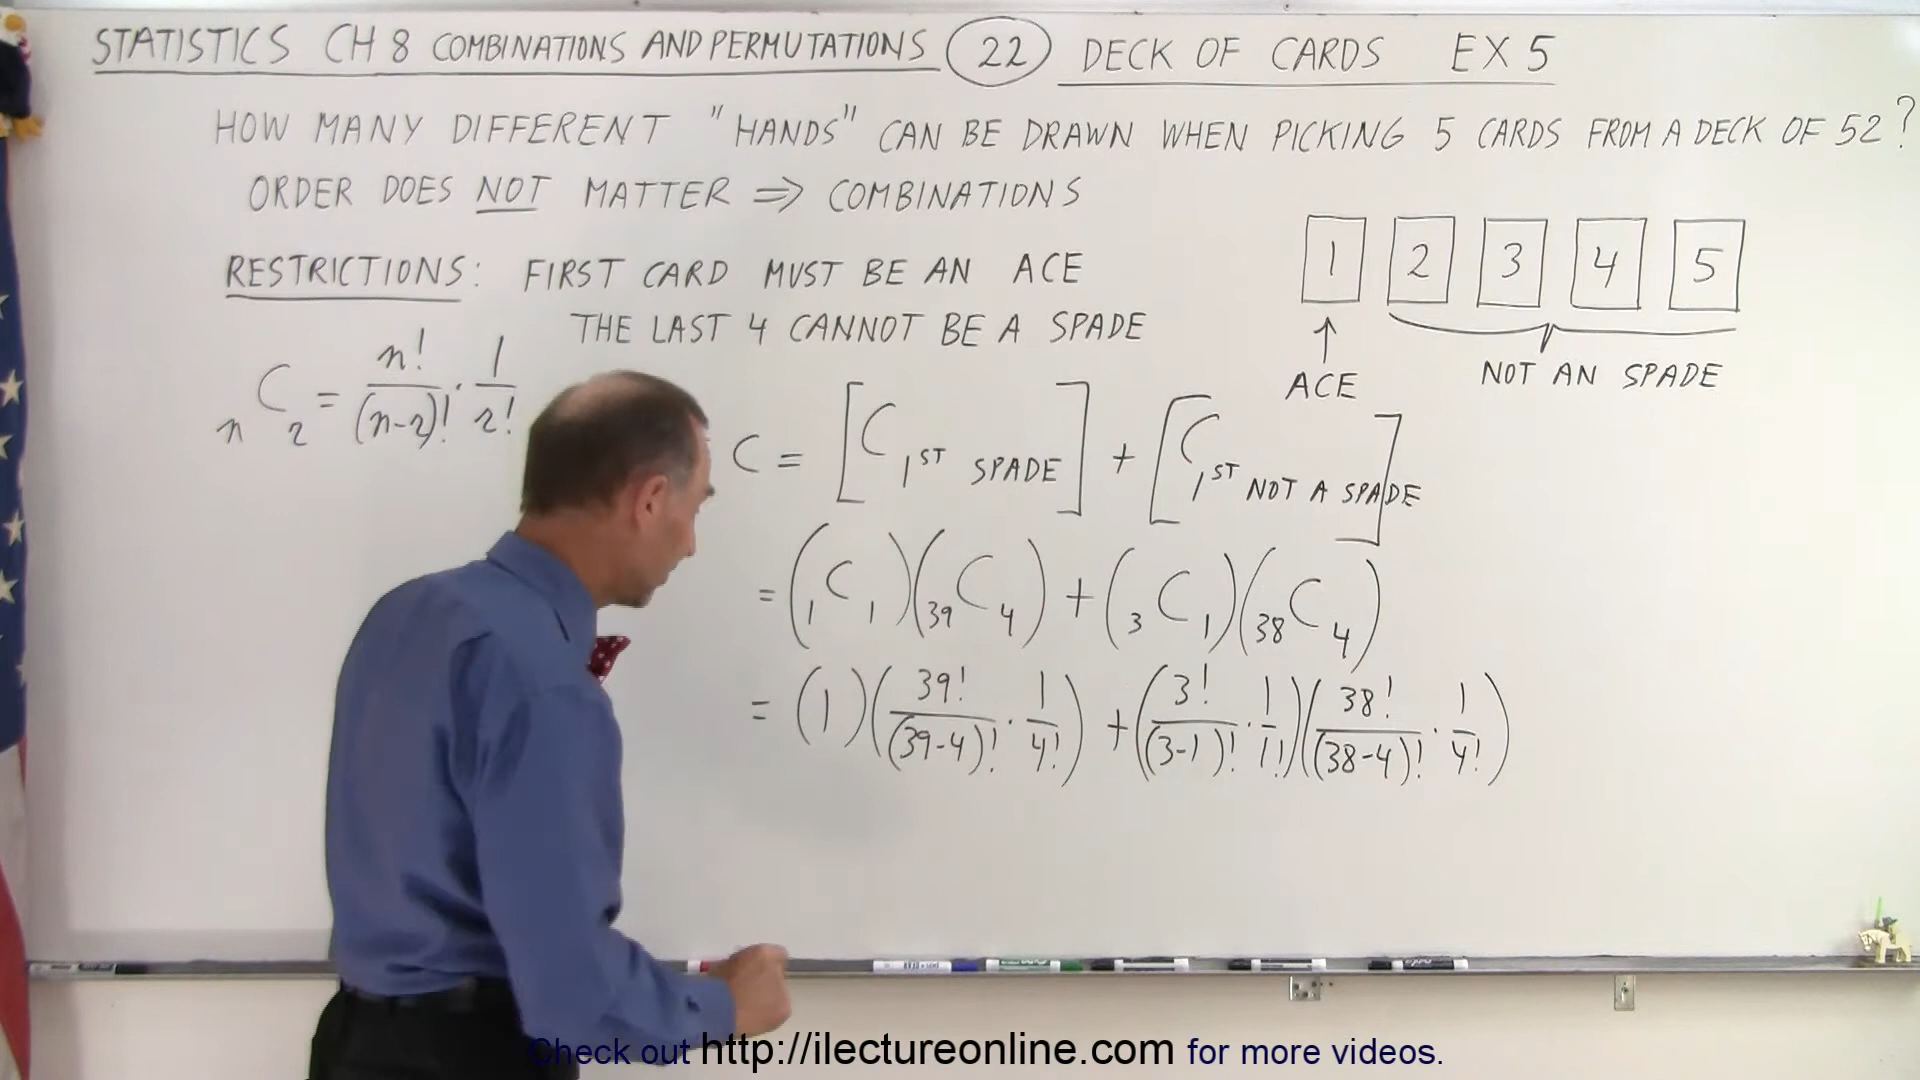 STATISTICS CH 8 COMBINATIONS AND PERMUTATIONS 22 DECK OF CARDS EX 5
HOW MANY DIFFERENT "HANDS" CAN BE DRAWN WHEN PICKING 5 CARDS FROM A DECK OF 52?
ORDER DOES NOT MATTER ⇒ COMBINATIONS
RESTRICTIONS: FIRST CARD MUST BE AN ACE
THE LAST 4 CANNOT BE A SPADE
1 2 3 4 5
↑
ACE
NOT AN SPADE
nCr = n!/(n-r)! · 1/r!
C = [C 1ST SPADE] + [C 1ST NOT A SPADE]
= (1C1)(39C4) + (3C1)(38C4)
= (1)(39!/(39-4)! · 1/4!) + (3!/(3-1)! · 1/1!)(38!/(38-4)! · 1/4!)
Check out http://ilectureonline.com for more videos.